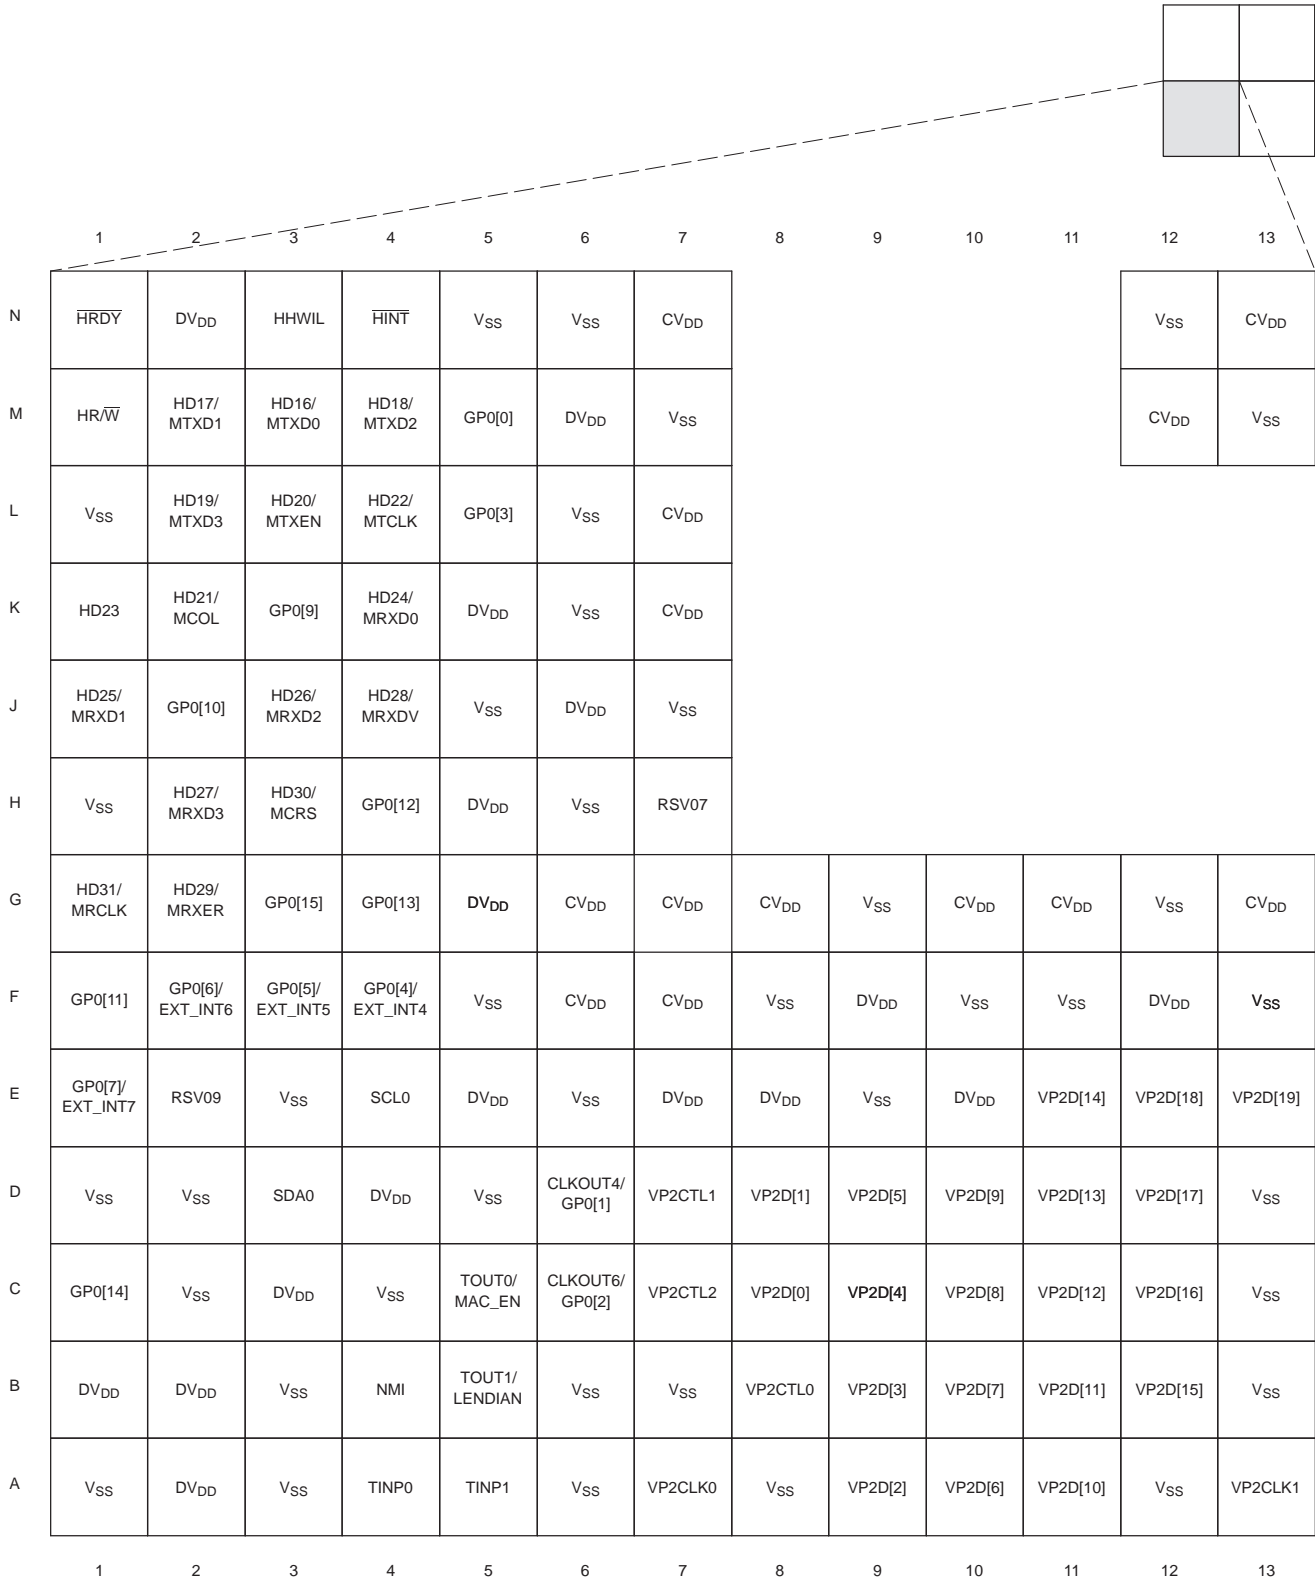 1 2 3 4 5 6 7 8 9 10 11 12 13
N HRDY DVDD HHWIL HINT VSS VSS CVDD VSS CVDD
M HR/W HD17/ MTXD1 HD16/ MTXD0 HD18/ MTXD2 GP0[0] DVDD VSS CVDD VSS
L VSS HD19/ MTXD3 HD20/ MTXEN HD22/ MTCLK GP0[3] VSS CVDD
K HD23 HD21/ MCOL GP0[9] HD24/ MRXD0 DVDD VSS CVDD
J HD25/ MRXD1 GP0[10] HD26/ MRXD2 HD28/ MRXDV VSS DVDD VSS
H VSS HD27/ MRXD3 HD30/ MCRS GP0[12] DVDD VSS RSV07
G HD31/ MRCLK HD29/ MRXER GP0[15] GP0[13] DVDD CVDD CVDD CVDD VSS CVDD CVDD VSS CVDD
F GP0[11] GP0[6]/ EXT_INT6 GP0[5]/ EXT_INT5 GP0[4]/ EXT_INT4 VSS CVDD CVDD VSS DVDD VSS VSS DVDD VSS
E GP0[7]/ EXT_INT7 RSV09 VSS SCL0 DVDD VSS DVDD DVDD VSS DVDD VP2D[14] VP2D[18] VP2D[19]
D VSS VSS SDA0 DVDD VSS CLKOUT4/ GP0[1] VP2CTL1 VP2D[1] VP2D[5] VP2D[9] VP2D[13] VP2D[17] VSS
C GP0[14] VSS DVDD VSS TOUT0/ MAC_EN CLKOUT6/ GP0[2] VP2CTL2 VP2D[0] VP2D[4] VP2D[8] VP2D[12] VP2D[16] VSS
B DVDD DVDD VSS NMI TOUT1/ LENDIAN VSS VSS VP2CTL0 VP2D[3] VP2D[7] VP2D[11] VP2D[15] VSS
A VSS DVDD VSS TINP0 TINP1 VSS VP2CLK0 VSS VP2D[2] VP2D[6] VP2D[10] VSS VP2CLK1
1 2 3 4 5 6 7 8 9 10 11 12 13